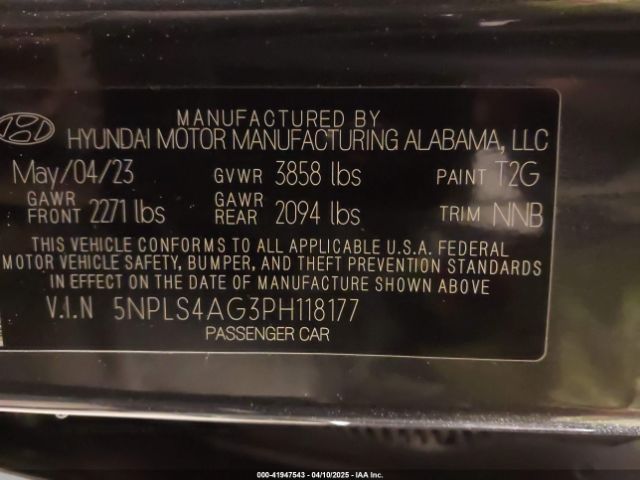 MANUFACTURED BY
HYUNDAI MOTOR MANUFACTURING ALABAMA, LLC
May/04/23 GVWR 3858 lbs PAINT T2G
GAWR FRONT 2271 lbs GAWR REAR 2094 lbs TRIM NNB
THIS VEHICLE CONFORMS TO ALL APPLICABLE U.S.A. FEDERAL
MOTOR VEHICLE SAFETY, BUMPER, AND THEFT PREVENTION STANDARDS
IN EFFECT ON THE DATE OF MANUFACTURE SHOWN ABOVE
V.I.N 5NPLS4AG3PH118177
PASSENGER CAR
000-41947543 - 04/10/2025 - IAA Inc.